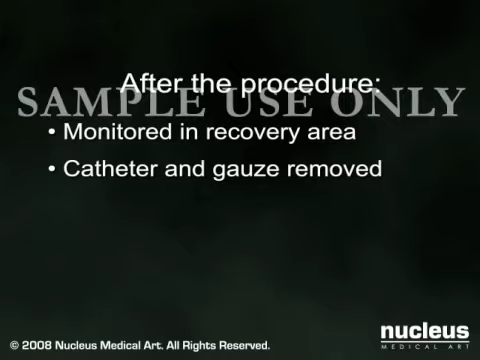 After the procedure:
SAMPLE USE ONLY
• Monitored in recovery area
• Catheter and gauze removed
nucleus
MEDICAL ART
© 2008 Nucleus Medical Art. All Rights Reserved.